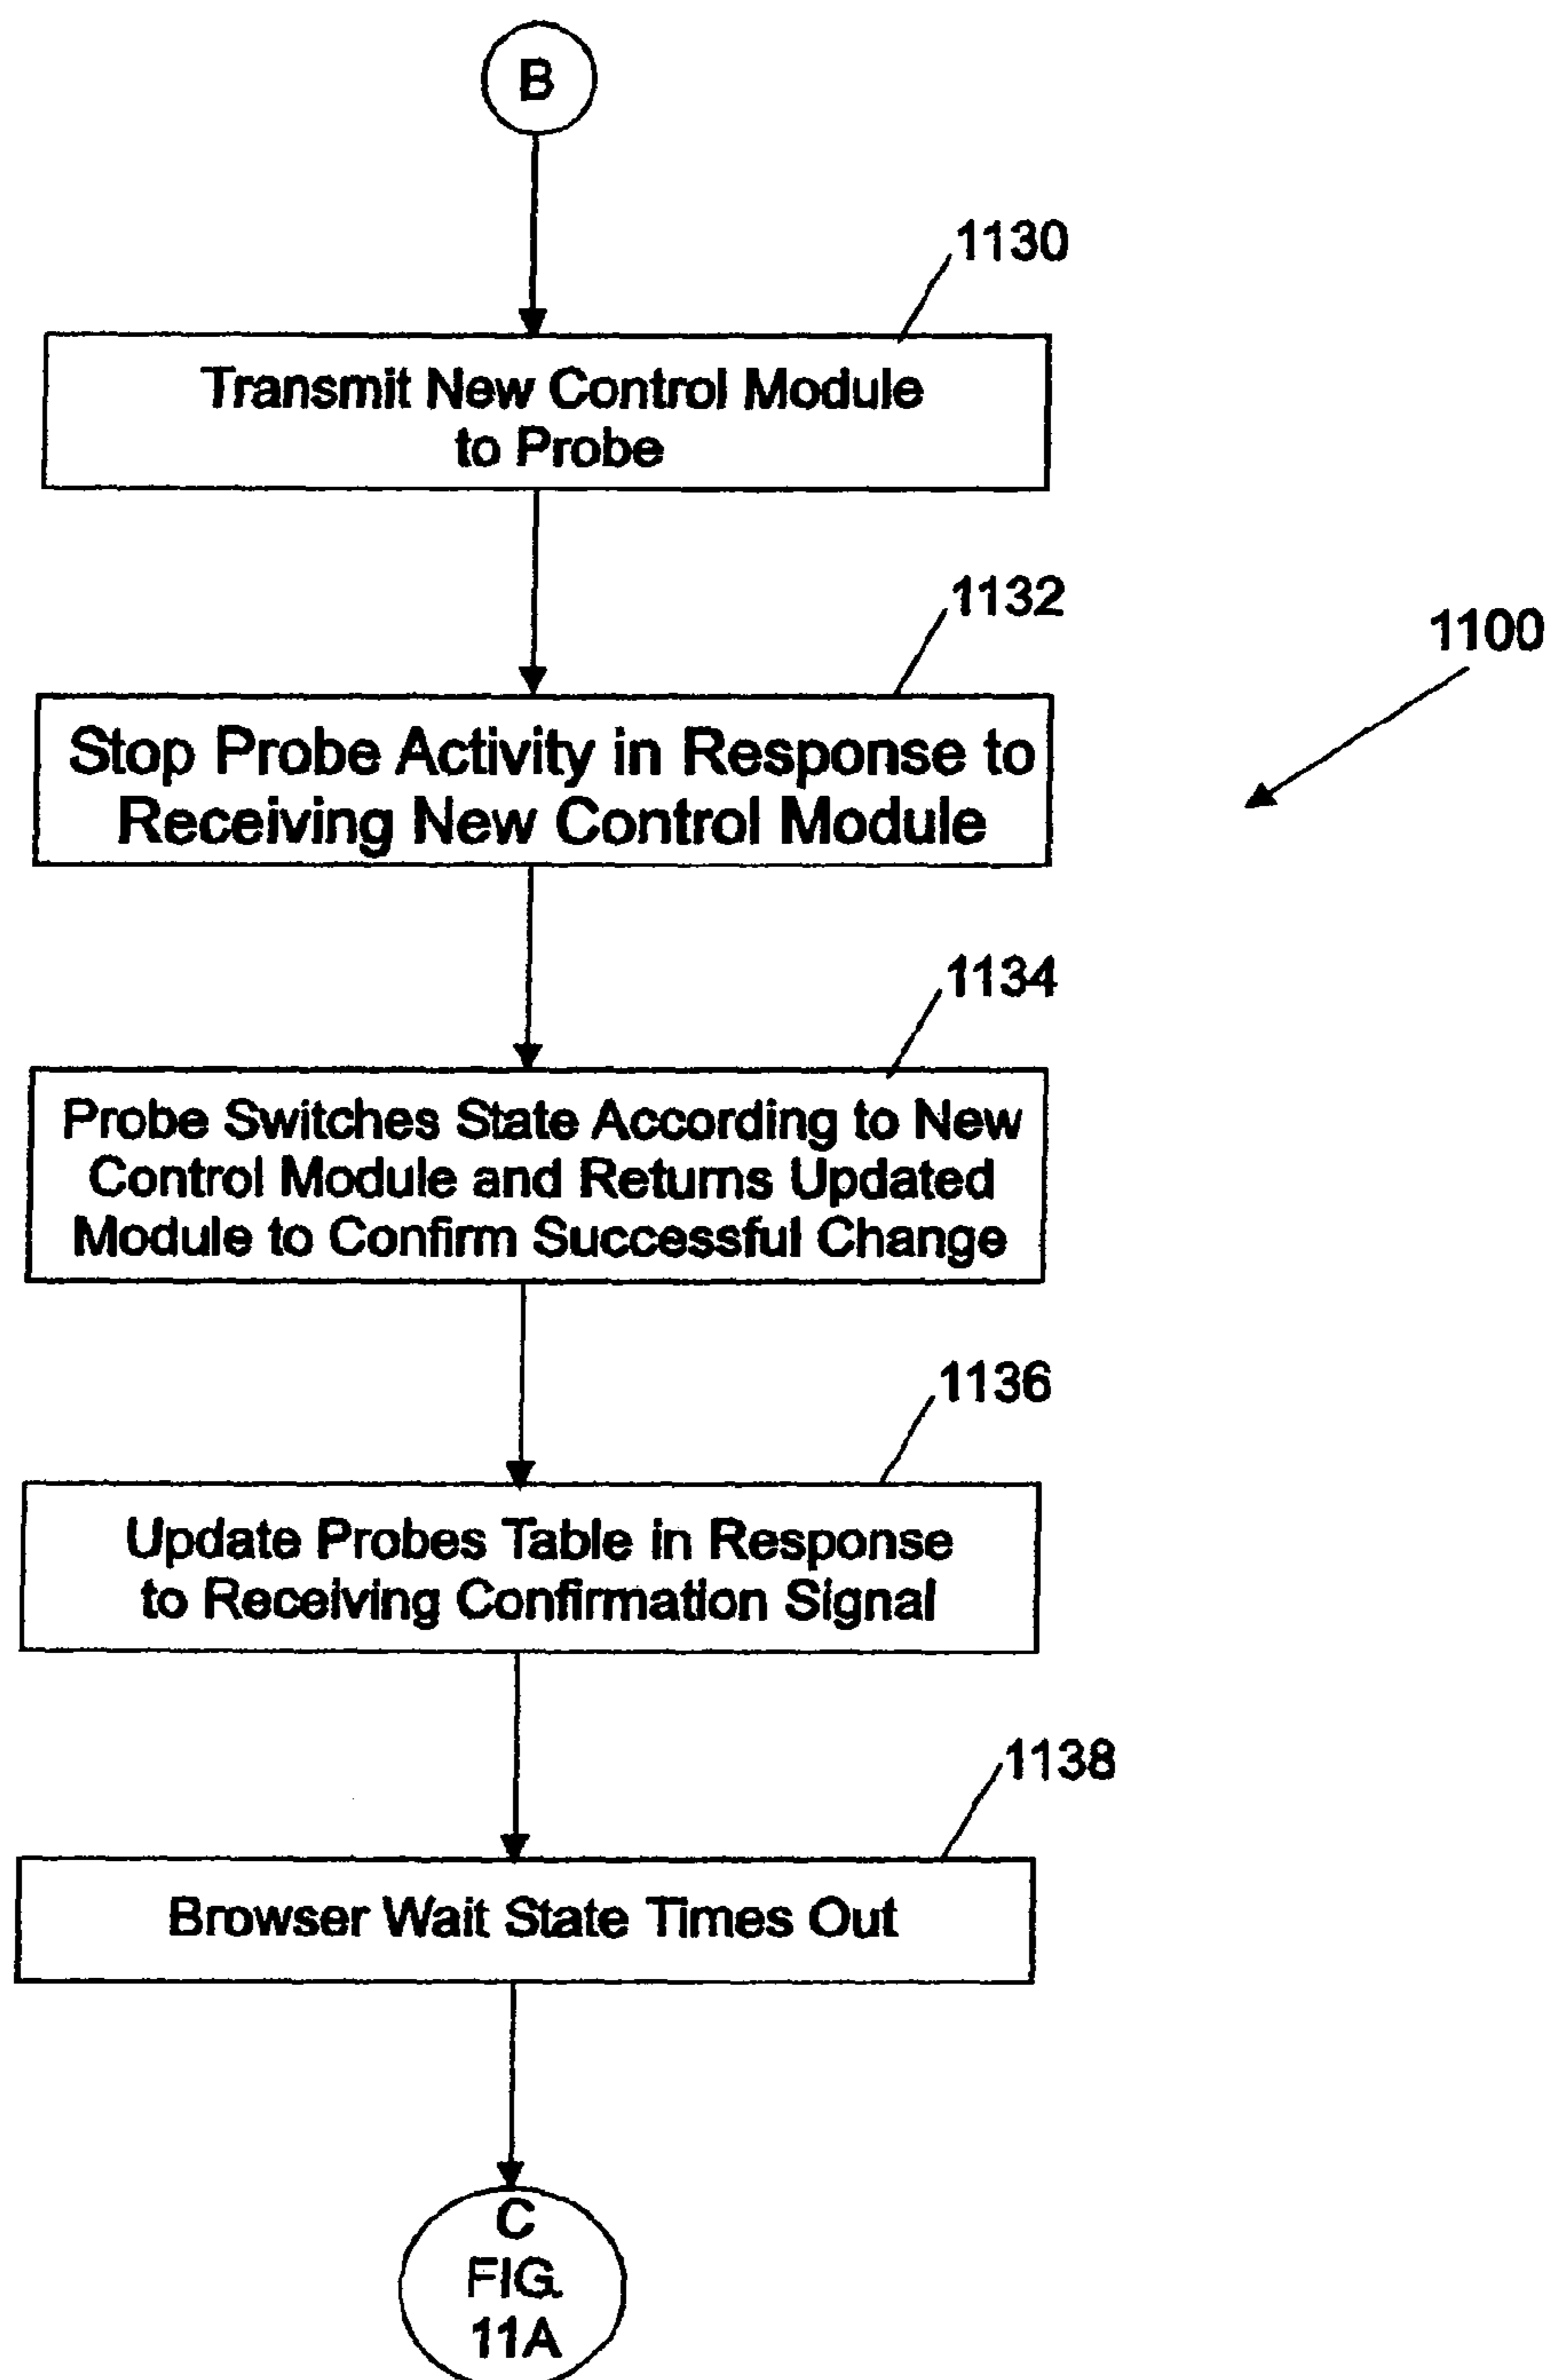 B
1130
Transmit New Control Module
to Probe
1132
1100
Stop Probe Activity in Response to
Receiving New Control Module
1134
Probe Switches State According to New
Control Module and Returns Updated
Module to Confirm Successful Change
1136
Update Probes Table in Response
to Receiving Confirmation Signal
1138
Browser Wait State Times Out
C
FIG.
11A